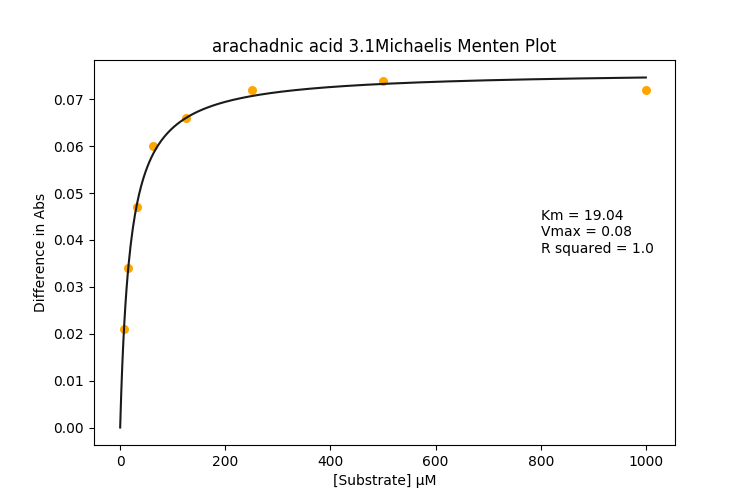 arachadnic acid 3.1Michaelis Menten Plot
0.07
0.06
0.05
0.04
0.03
0.02
0.01
0.00
Difference in Abs
Km = 19.04
Vmax = 0.08
R squared = 1.0
0 200 400 600 800 1000
[Substrate] μM